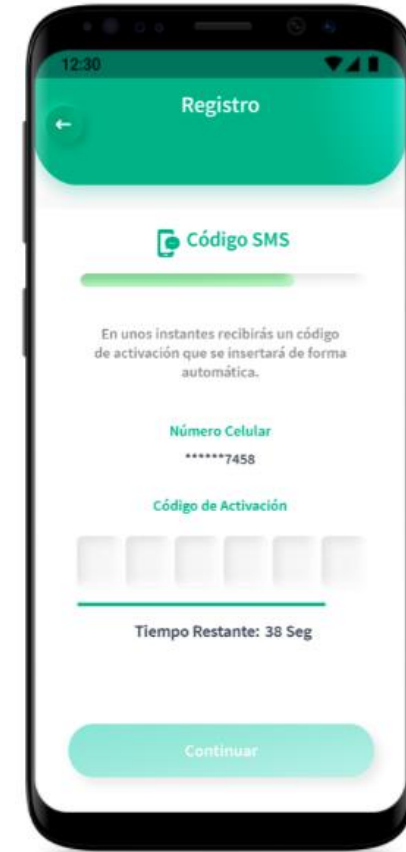 12:30
Registro
Código SMS
En unos instantes recibirás un código
de activación que se insertará de forma
automática.
Número Celular
******7458
Código de Activación
Tiempo Restante: 38 Seg
Continuar